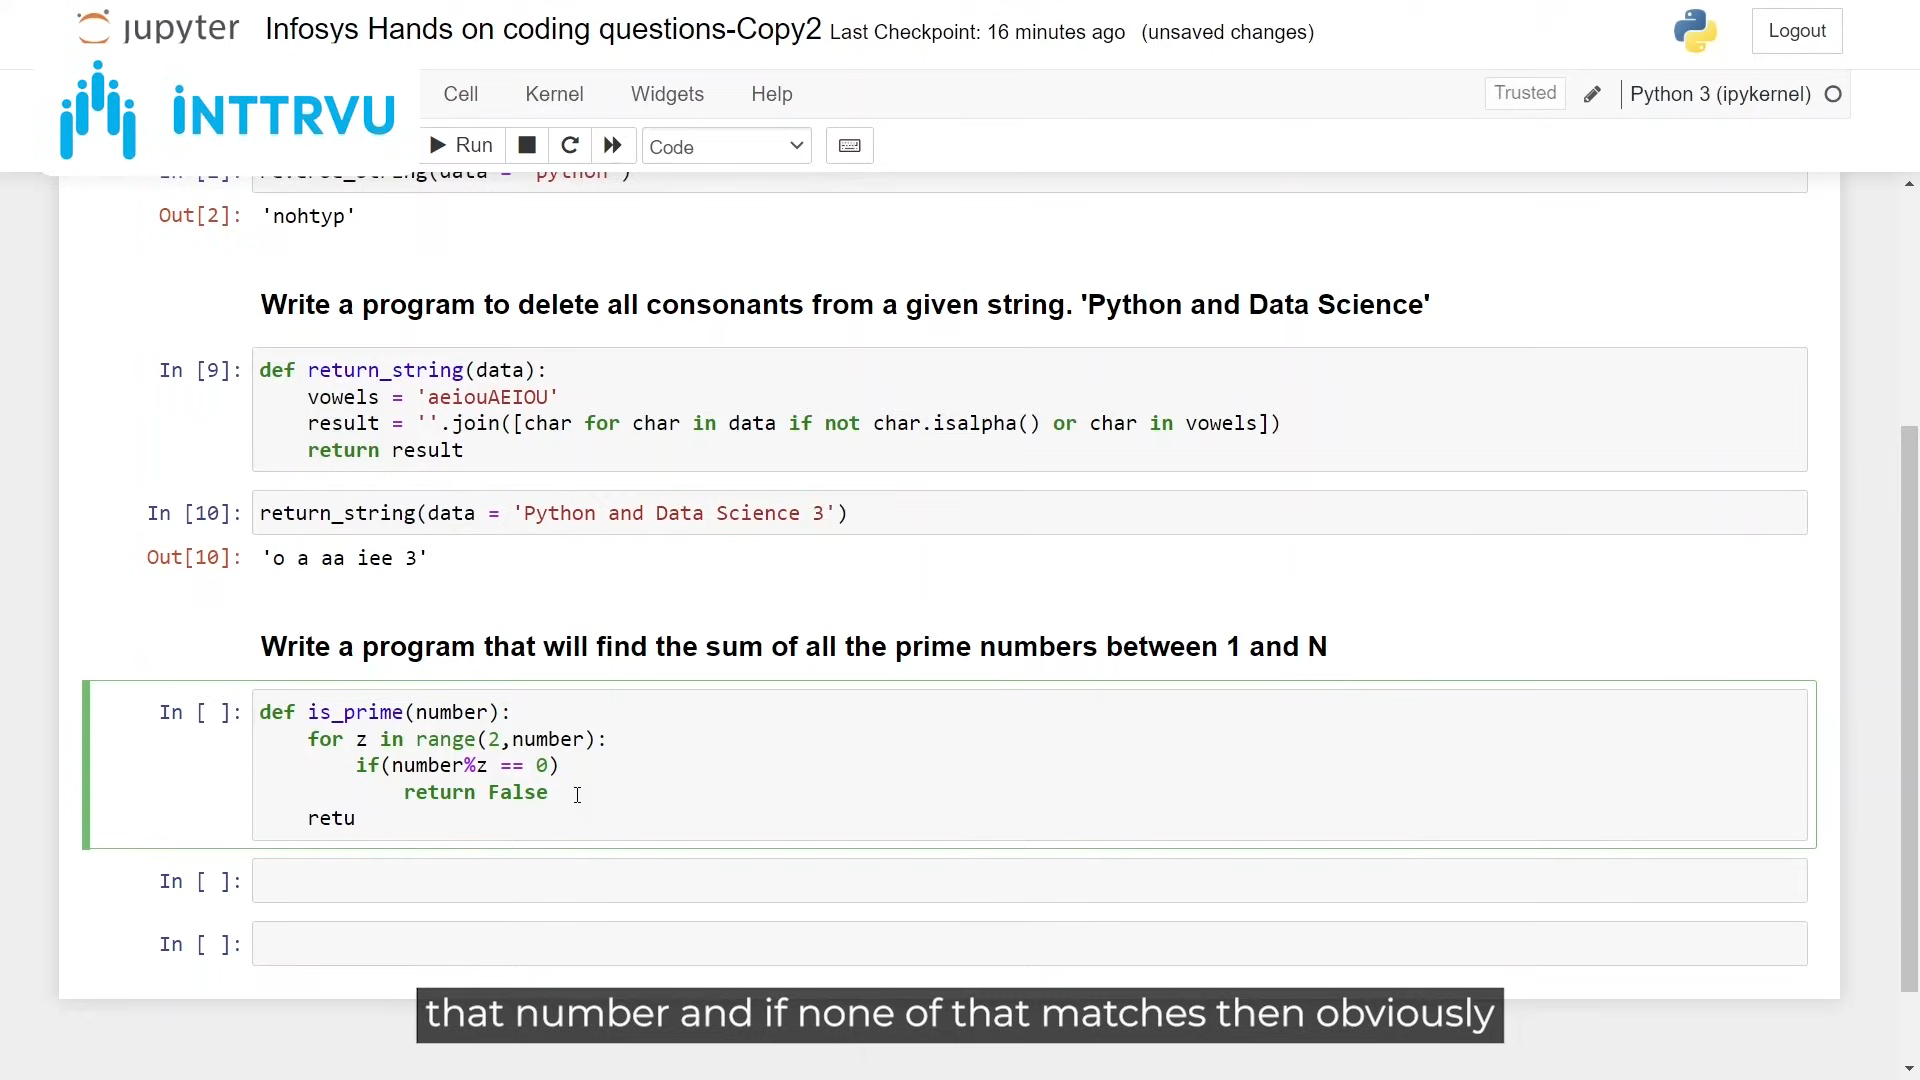 jupyter Infosys Hands on coding questions-Copy2 Last Checkpoint: 16 minutes ago (unsaved changes) Logout
INTTRVU
Cell Kernel Widgets Help Trusted Python 3 (ipykernel)
Run Code
In [2]: reverse_string(data = 'python')
Out[2]: 'nohtyp'
Write a program to delete all consonants from a given string. 'Python and Data Science'
In [9]: def return_string(data):
    vowels = 'aeiouAEIOU'
    result = ''.join([char for char in data if not char.isalpha() or char in vowels])
    return result
In [10]: return_string(data = 'Python and Data Science 3')
Out[10]: 'o a aa iee 3'
Write a program that will find the sum of all the prime numbers between 1 and N
In [ ]: def is_prime(number):
    for z in range(2,number):
        if(number%z == 0)
            return False
    retu
In [ ]:
In [ ]:
that number and if none of that matches then obviously